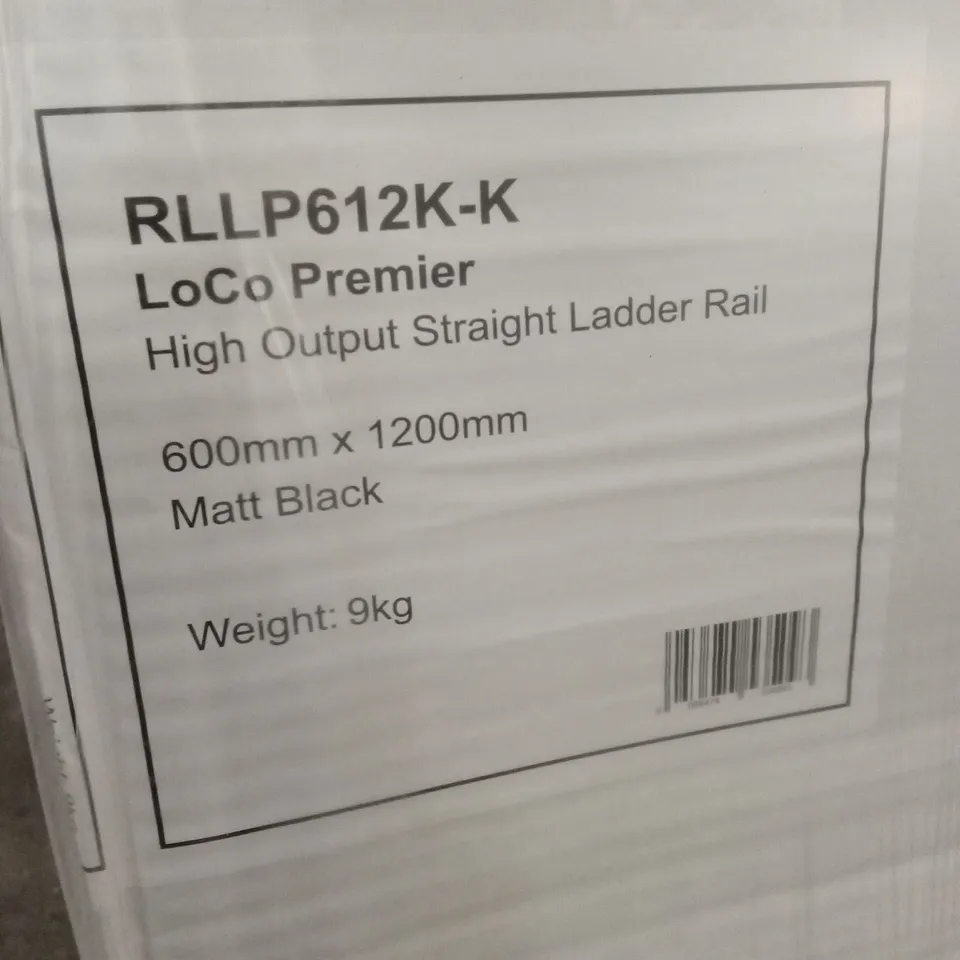 RLLP612K-K
LoCo Premier
High Output Straight Ladder Rail
600mm x 1200mm
Matt Black
Weight: 9kg